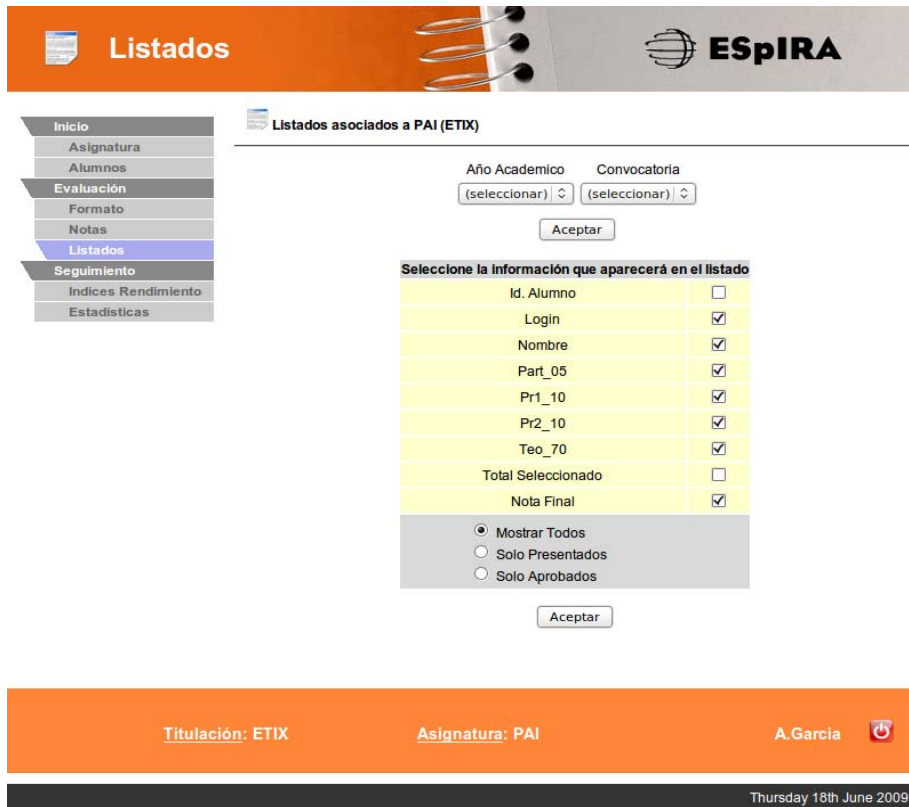 Listados
ESpIRA
Inicio
Asignatura
Alumnos
Evaluación
Formato
Notas
Listados
Seguimiento
Indices Rendimiento
Estadisticas
Listados asociados a PAI (ETIX)
Año Academico Convocatoria
(seleccionar) (seleccionar)
Aceptar
Seleccione la información que aparecerá en el listado
Id. Alumno
Login
Nombre
Part_05
Pr1_10
Pr2_10
Teo_70
Total Seleccionado
Nota Final
Mostrar Todos
Solo Presentados
Solo Aprobados
Aceptar
Titulación: ETIX Asignatura: PAI A.Garcia
Thursday 18th June 2009